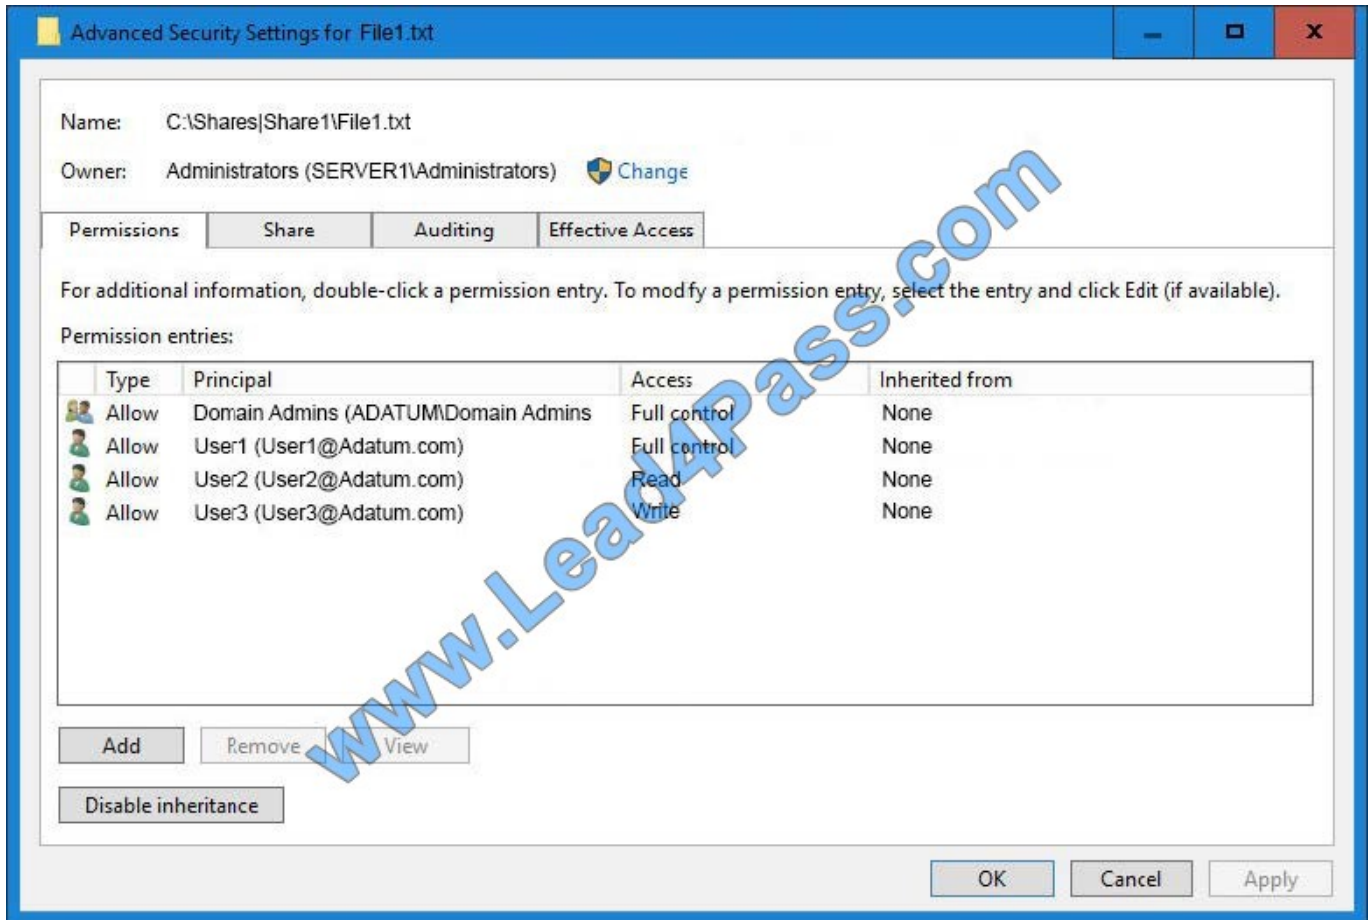 Advanced Security Settings for File1.txt
Name: C:\Shares|Share1\File1.txt
Owner: Administrators (SERVER1\Administrators) Change
Permissions Share Auditing Effective Access
For additional information, double-click a permission entry. To modify a permission entry, select the entry and click Edit (if available).
Permission entries:
Type Principal Access Inherited from
Allow Domain Admins (ADATUM\Domain Admins Full control None
Allow User1 (User1@Adatum.com) Full control None
Allow User2 (User2@Adatum.com) Read None
Allow User3 (User3@Adatum.com) Write None
Add Remove View
Disable inheritance
OK Cancel Apply
www.Lead4Pass.com